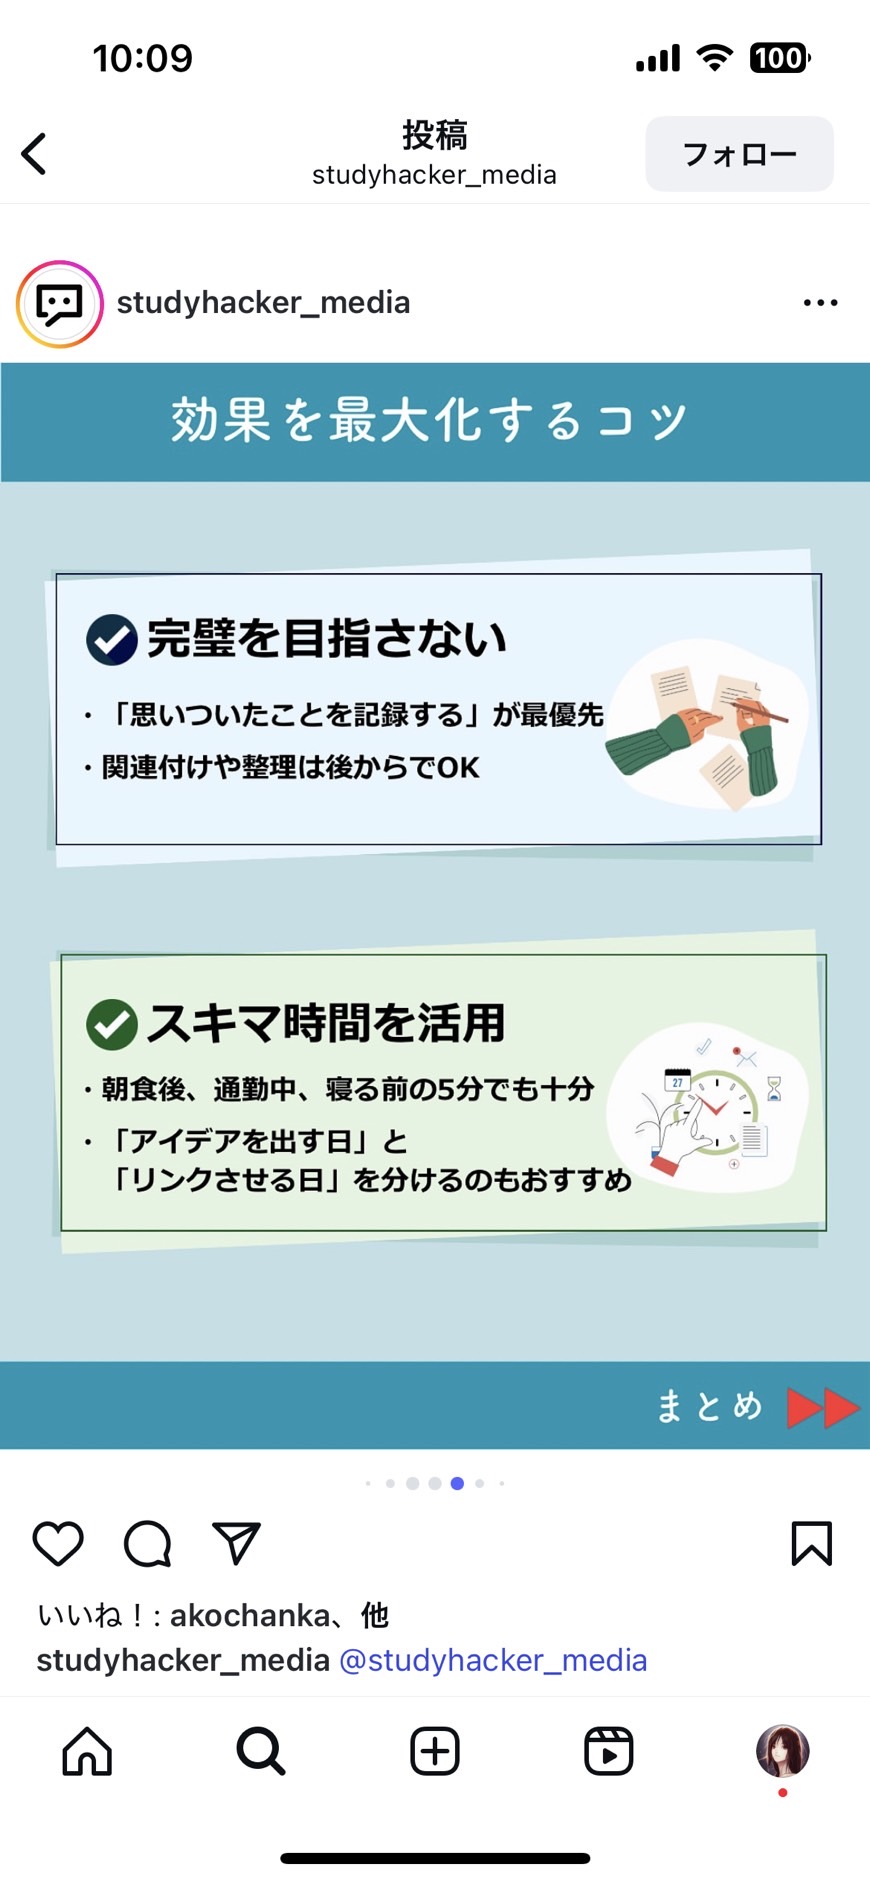 10:09
100
投稿
studyhacker_media
フォロー
studyhacker_media
効果を最大化するコツ
完璧を目指さない
・「思いついたことを記録する」が最優先
・関連付けや整理は後からでOK
スキマ時間を活用
・朝食後、通勤中、寝る前の5分でも十分
・「アイデアを出す日」と
「リンクさせる日」を分けるのもおすすめ
27
まとめ
いいね！: akochanka、他
studyhacker_media @studyhacker_media